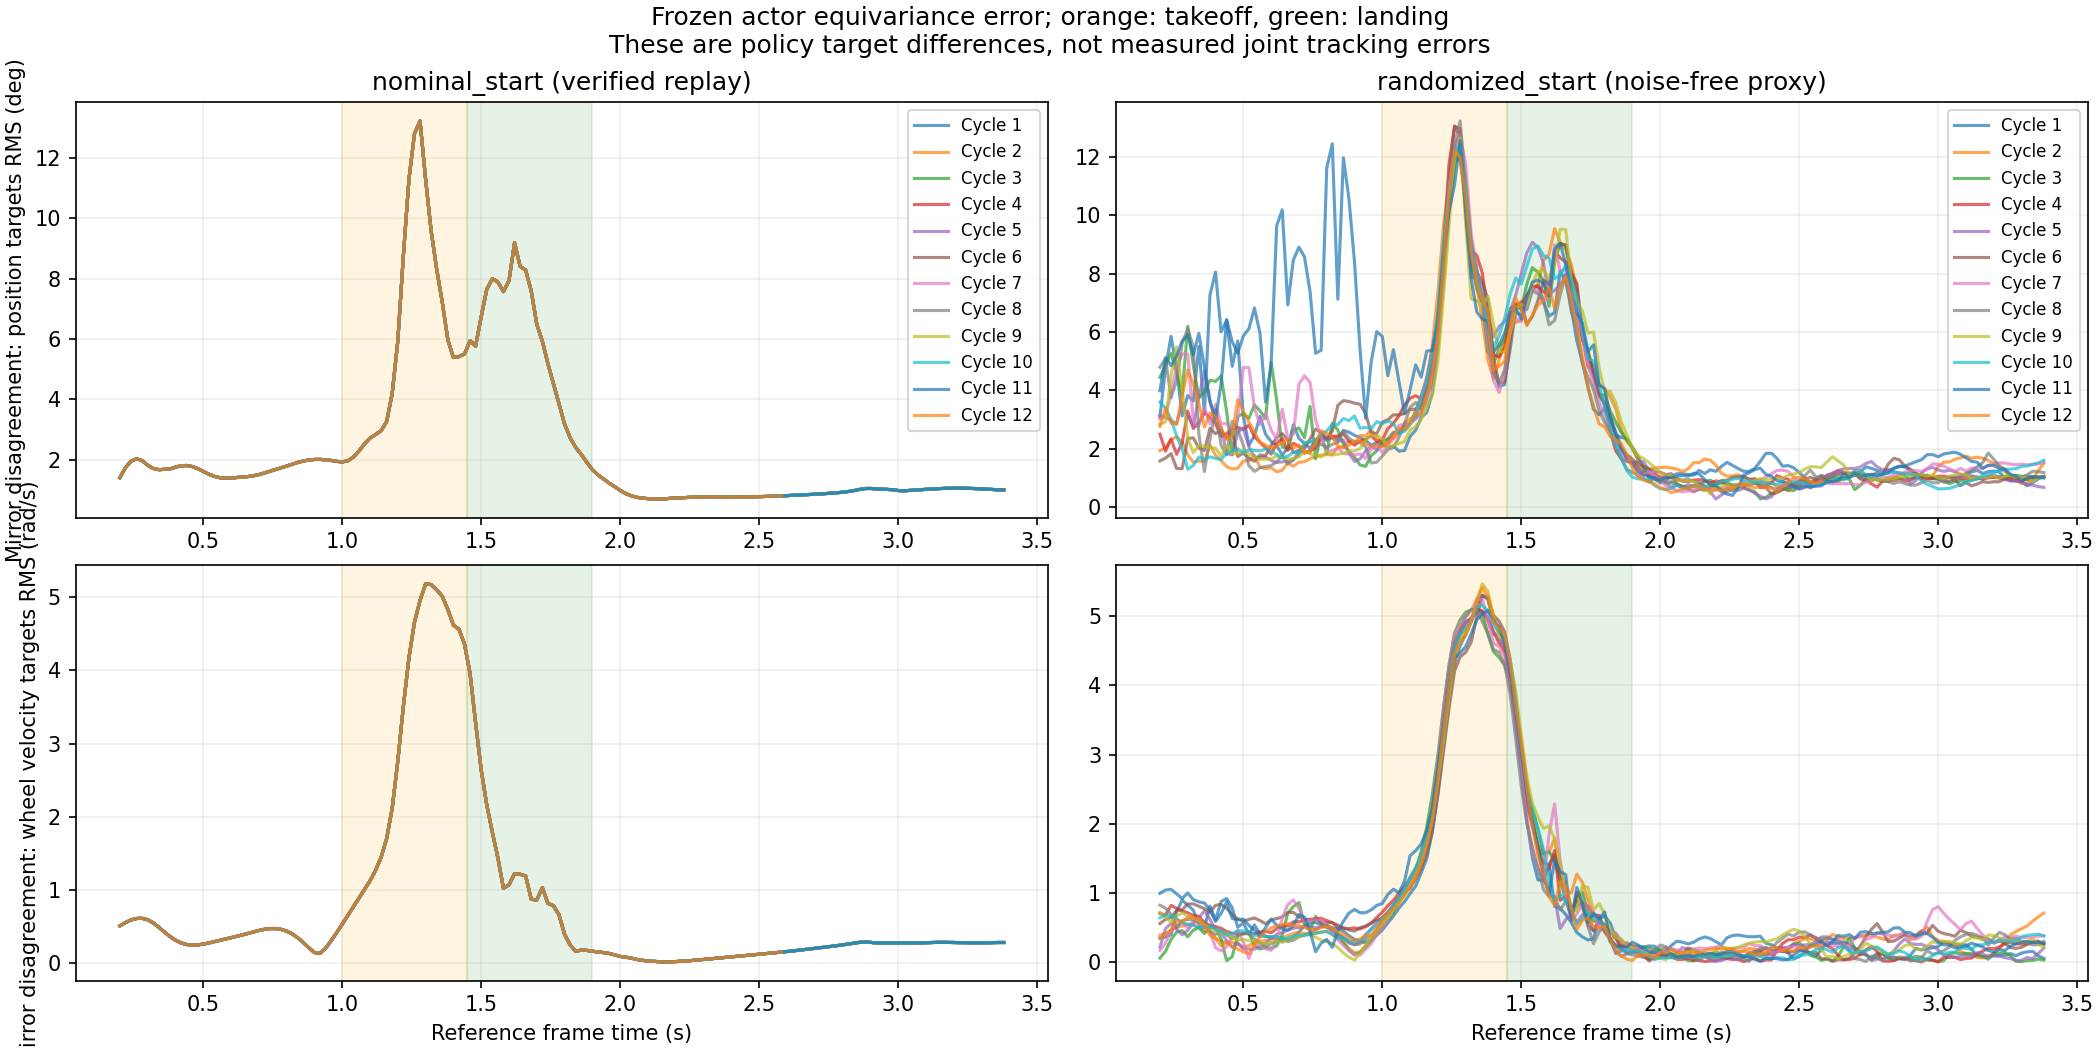 Frozen actor equivariance error; orange: takeoff, green: landing
These are policy target differences, not measured joint tracking errors
nominal_start (verified replay)
Mirror disagreement: position targets RMS (deg)
12
10
8
6
4
2
0.5 1.0 1.5 2.0 2.5 3.0 3.5
Cycle 1
Cycle 2
Cycle 3
Cycle 4
Cycle 5
Cycle 6
Cycle 7
Cycle 8
Cycle 9
Cycle 10
Cycle 11
Cycle 12
randomized_start (noise-free proxy)
12
10
8
6
4
2
0
0.5 1.0 1.5 2.0 2.5 3.0 3.5
Cycle 1
Cycle 2
Cycle 3
Cycle 4
Cycle 5
Cycle 6
Cycle 7
Cycle 8
Cycle 9
Cycle 10
Cycle 11
Cycle 12
irror disagreement: wheel velocity targets RMS (rad/s)
5
4
3
2
1
0
0.5 1.0 1.5 2.0 2.5 3.0 3.5
Reference frame time (s)
5
4
3
2
1
0
0.5 1.0 1.5 2.0 2.5 3.0 3.5
Reference frame time (s)